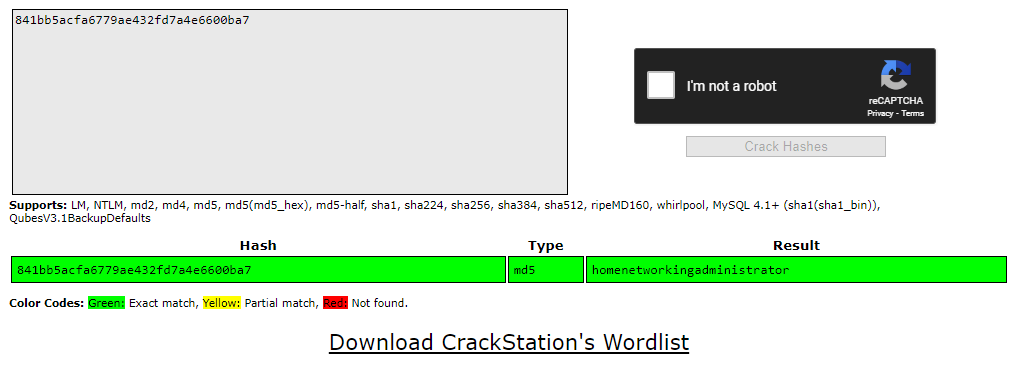 841bb5acfa6779ae432fd7a4e6600ba7
I'm not a robot
reCAPTCHA
Privacy - Terms
Crack Hashes
Supports: LM, NTLM, md2, md4, md5, md5(md5_hex), md5-half, sha1, sha224, sha256, sha384, sha512, ripeMD160, whirlpool, MySQL 4.1+ (sha1(sha1_bin)),
QubesV3.1BackupDefaults
Hash Type Result
841bb5acfa6779ae432fd7a4e6600ba7 md5 homenetworkingadministrator
Color Codes: Green: Exact match, Yellow: Partial match, Red: Not found.
Download CrackStation's Wordlist